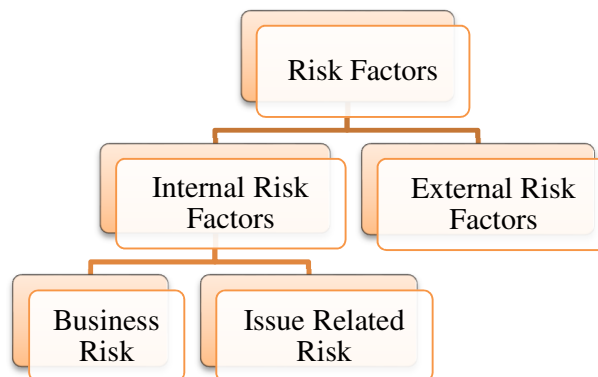 Risk Factors
Internal Risk
Factors
External Risk
Factors
Business
Risk
Issue Related
Risk